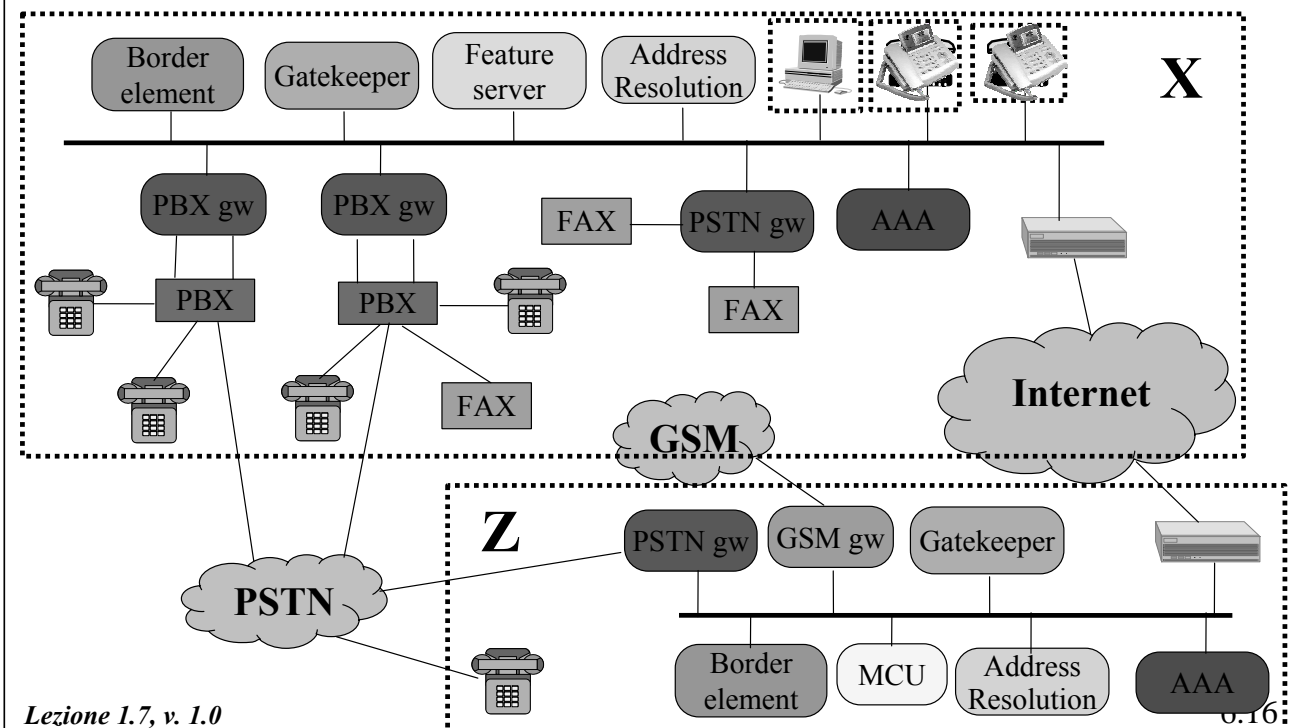 Border
element
Gatekeeper
Feature
server
Address
Resolution
X
PBX gw
PBX gw
FAX
PSTN gw
AAA
PBX
PBX
FAX
FAX
Internet
GSM
Z
PSTN gw
GSM gw
Gatekeeper
PSTN
Border
element
MCU
Address
Resolution
AAA
Lezione 1.7, v. 1.0
6.16